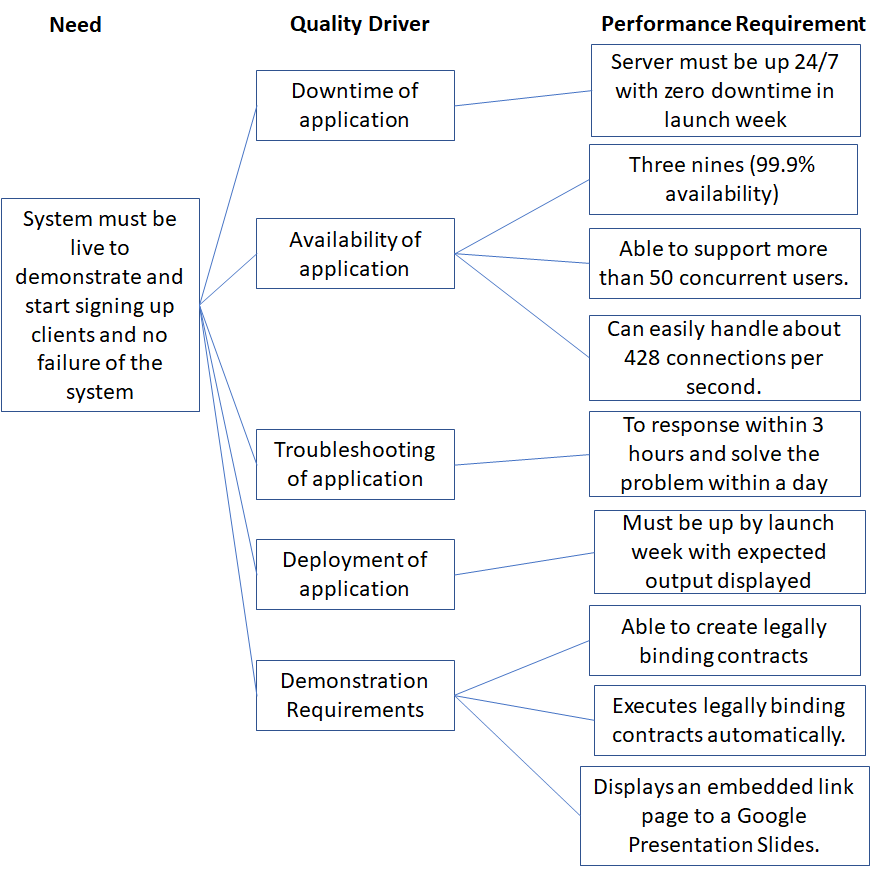 Need
Quality Driver
Performance Requirement
System must be
live to
demonstrate and
start signing up
clients and no
failure of the
system
Downtime of
application
Server must be up 24/7
with zero downtime in
launch week
Availability of
application
Three nines (99.9%
availability)
Able to support more
than 50 concurrent users.
Can easily handle about
428 connections per
second.
Troubleshooting
of application
To response within 3
hours and solve the
problem within a day
Deployment of
application
Must be up by launch
week with expected
output displayed
Demonstration
Requirements
Able to create legally
binding contracts
Executes legally binding
contracts automatically.
Displays an embedded link
page to a Google
Presentation Slides.